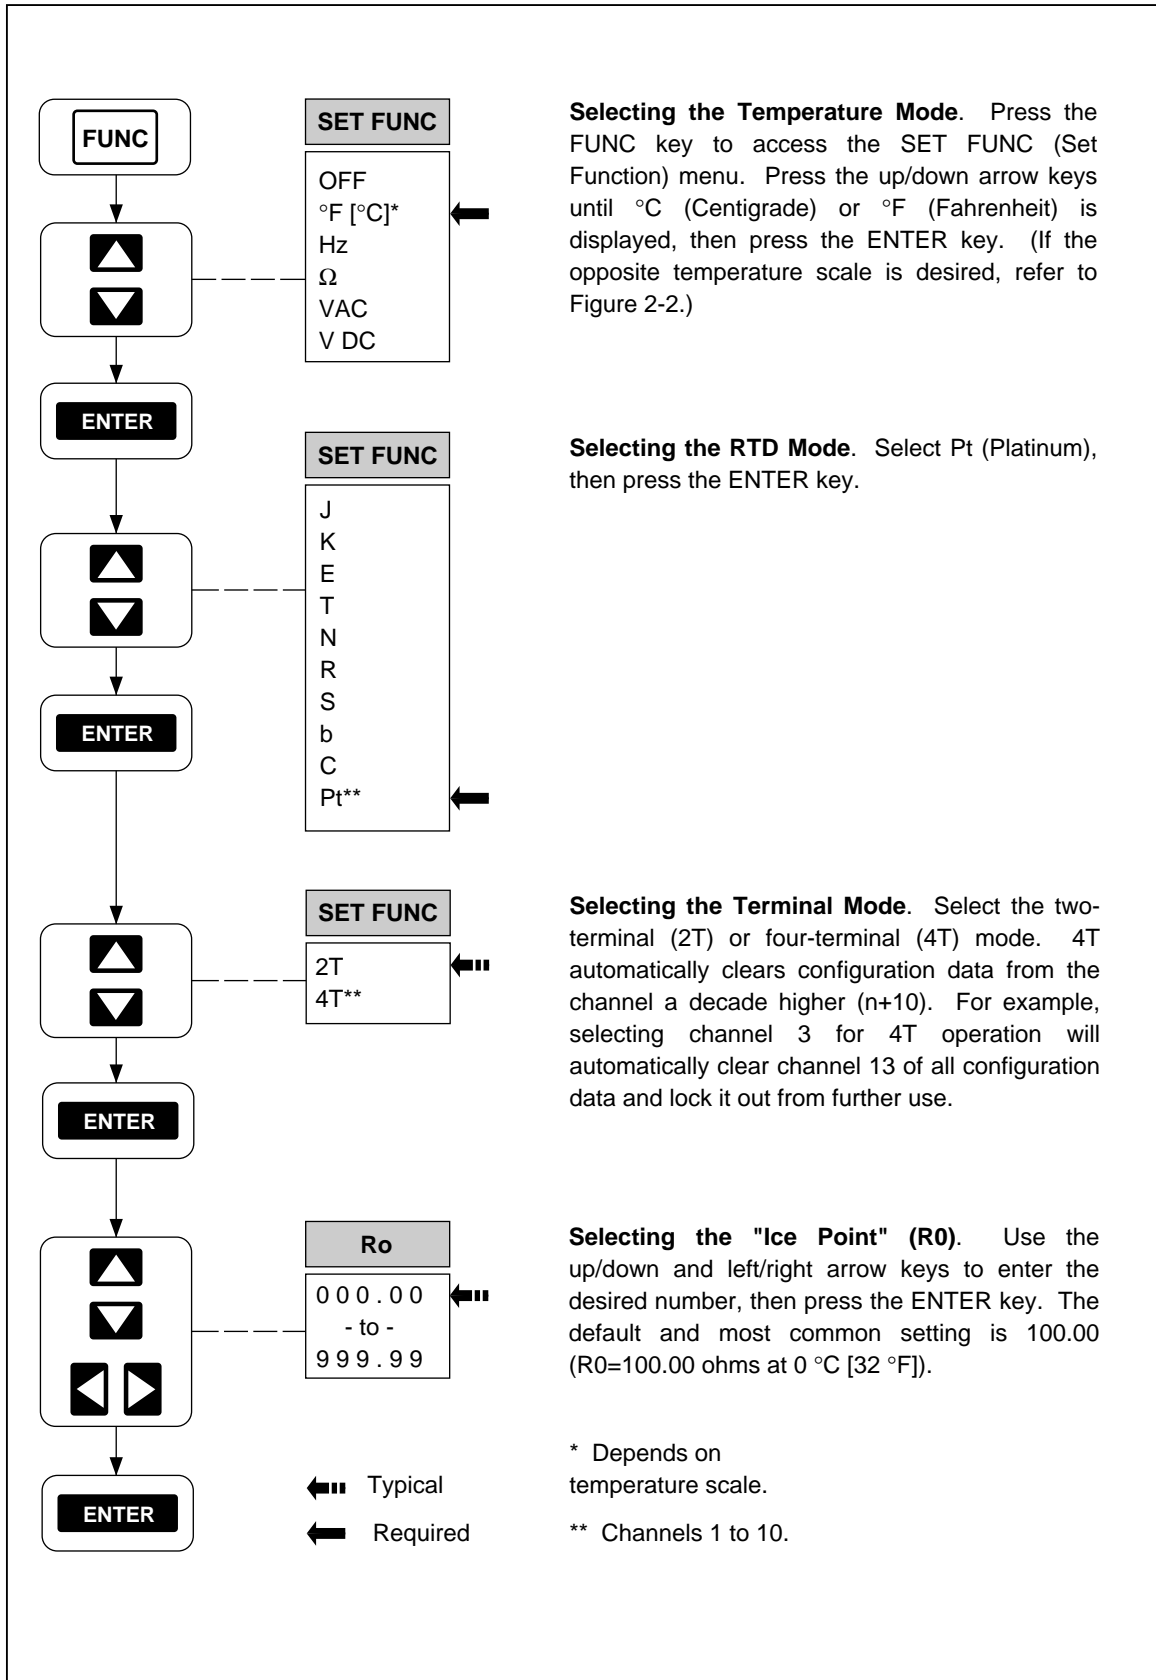 FUNC
SET FUNC
OFF
°F [°C]*
Hz
Ω
VAC
V DC
Selecting the Temperature Mode. Press the
FUNC key to access the SET FUNC (Set
Function) menu. Press the up/down arrow keys
until °C (Centigrade) or °F (Fahrenheit) is
displayed, then press the ENTER key. (If the
opposite temperature scale is desired, refer to
Figure 2-2.)
ENTER
SET FUNC
J
K
E
T
N
R
S
b
C
Pt**
Selecting the RTD Mode. Select Pt (Platinum),
then press the ENTER key.
ENTER
SET FUNC
2T
4T**
Selecting the Terminal Mode. Select the two-
terminal (2T) or four-terminal (4T) mode. 4T
automatically clears configuration data from the
channel a decade higher (n+10). For example,
selecting channel 3 for 4T operation will
automatically clear channel 13 of all configuration
data and lock it out from further use.
ENTER
Ro
000.00
- to -
999.99
Selecting the "Ice Point" (R0). Use the
up/down and left/right arrow keys to enter the
desired number, then press the ENTER key. The
default and most common setting is 100.00
(R0=100.00 ohms at 0 °C [32 °F]).
ENTER
Typical
Required
* Depends on
temperature scale.
** Channels 1 to 10.